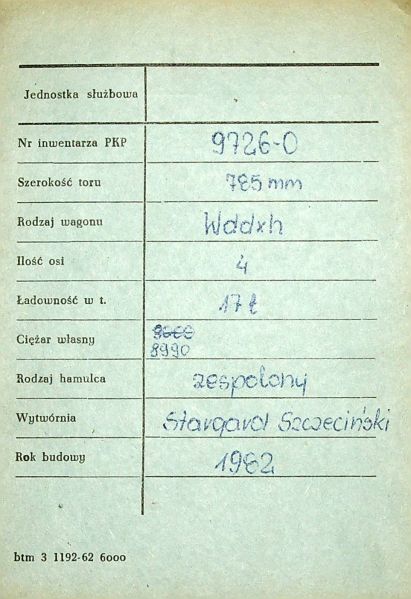 Jednostka służbowa
Nr inwentarza PKP 9726-0
Szerokość toru 785 mm
Rodzaj wagonu Wddxh
Ilość osi 4
Ładowność w t. 17 t
Ciężar własny
8990
Rodzaj hamulca zespolony
Wytwórnia Stargard Szczeciński
Rok budowy 1962
btm 3 1192-62 6000